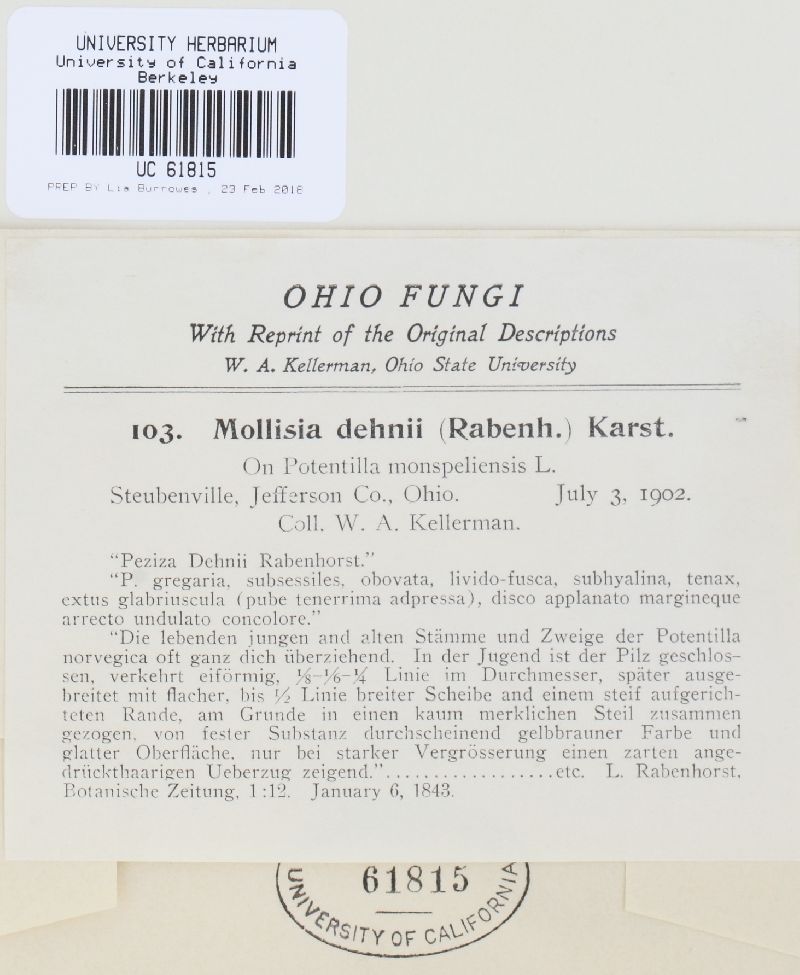 UNIVERSITY HERBARIUM
University of California
Berkeley
UC 61815
PREP BY Lia Burrowes , 23 Feb 2018
OHIO FUNGI
With Reprint of the Original Descriptions
W. A. Kellerman, Ohio State University
103. Mollisia dehnii (Rabenh.) Karst.
On Potentilla monspeliensis L.
Steubenville, Jefferson Co., Ohio. July 3, 1902.
Coll. W. A. Kellerman.
“Peziza Dehnii Rabenhorst.”
“P. gregaria, subsessiles, obovata, livido-fusca, subhyalina, tenax,
extus glabriuscula (pube tenerrima adpressa), disco applanato margineque
arrecto undulato concolore.”
“Die lebenden jungen and alten Stämme und Zweige der Potentilla
norvegica oft ganz dich überziehend. In der Jugend ist der Pilz geschlos-
sen, verkehrt eiförmig, ⅛–⅙–¼ Linie im Durchmesser, später ausge-
breitet mit flacher, bis ½ Linie breiter Scheibe and einem steif aufgerich-
teten Rande, am Grunde in einen kaum merklichen Steil zusammen
gezogen, von fester Substanz durchscheinend gelbbrauner Farbe und
glatter Oberfläche, nur bei starker Vergrösserung einen zarten ange-
drückthaarigen Ueberzug zeigend.”..................etc. L. Rabenhorst,
Botanische Zeitung, 1:12. January 6, 1843.
61815
UNIVERSITY OF CALIFORNIA